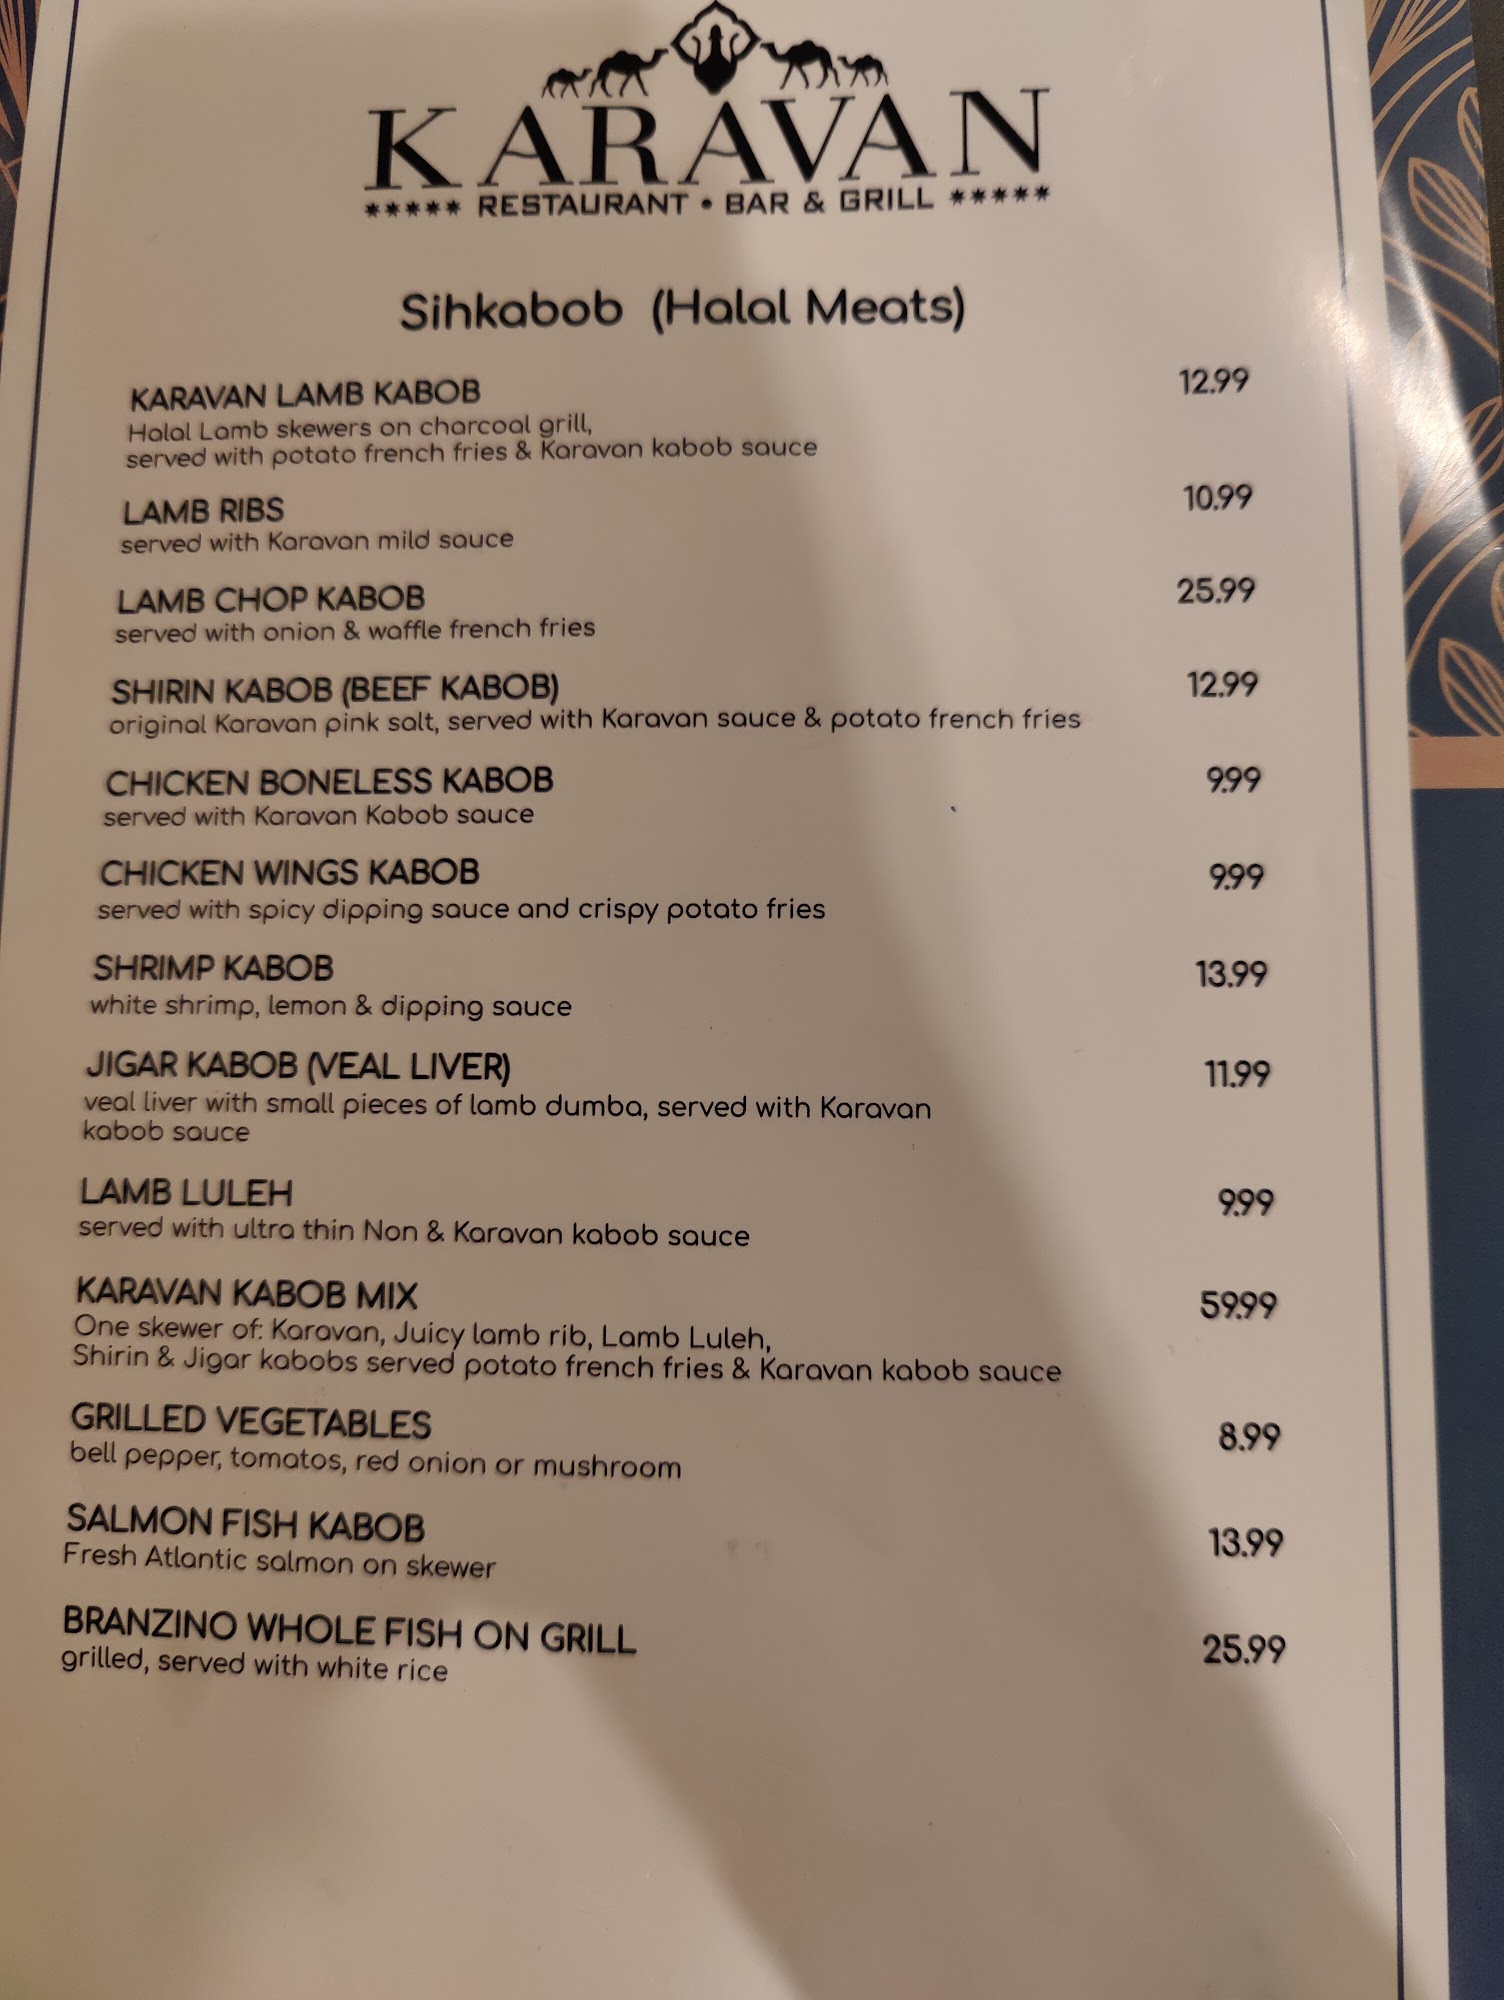 KARAVAN
***** RESTAURANT • BAR & GRILL *****
Sihkabob (Halal Meats)
KARAVAN LAMB KABOB 12.99
Halal Lamb skewers on charcoal grill,
served with potato french fries & Karavan kabob sauce
LAMB RIBS 10.99
served with Karavan mild sauce
LAMB CHOP KABOB 25.99
served with onion & waffle french fries
SHIRIN KABOB (BEEF KABOB) 12.99
original Karavan pink salt, served with Karavan sauce & potato french fries
CHICKEN BONELESS KABOB 9.99
served with Karavan Kabob sauce
CHICKEN WINGS KABOB 9.99
served with spicy dipping sauce and crispy potato fries
SHRIMP KABOB 13.99
white shrimp, lemon & dipping sauce
JIGAR KABOB (VEAL LIVER) 11.99
veal liver with small pieces of lamb dumba, served with Karavan
kabob sauce
LAMB LULEH 9.99
served with ultra thin Non & Karavan kabob sauce
KARAVAN KABOB MIX 59.99
One skewer of: Karavan, Juicy lamb rib, Lamb Luleh,
Shirin & Jigar kabobs served potato french fries & Karavan kabob sauce
GRILLED VEGETABLES 8.99
bell pepper, tomatos, red onion or mushroom
SALMON FISH KABOB 13.99
Fresh Atlantic salmon on skewer
BRANZINO WHOLE FISH ON GRILL 25.99
grilled, served with white rice